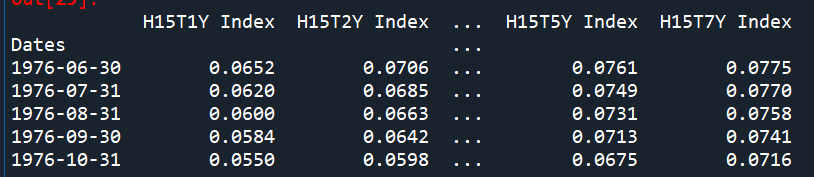 Out[25]:
H15T1Y Index H15T2Y Index ... H15T5Y Index H15T7Y Index
Dates ...
1976-06-30 0.0652 0.0706 ... 0.0761 0.0775
1976-07-31 0.0620 0.0685 ... 0.0749 0.0770
1976-08-31 0.0600 0.0663 ... 0.0731 0.0758
1976-09-30 0.0584 0.0642 ... 0.0713 0.0741
1976-10-31 0.0550 0.0598 ... 0.0675 0.0716